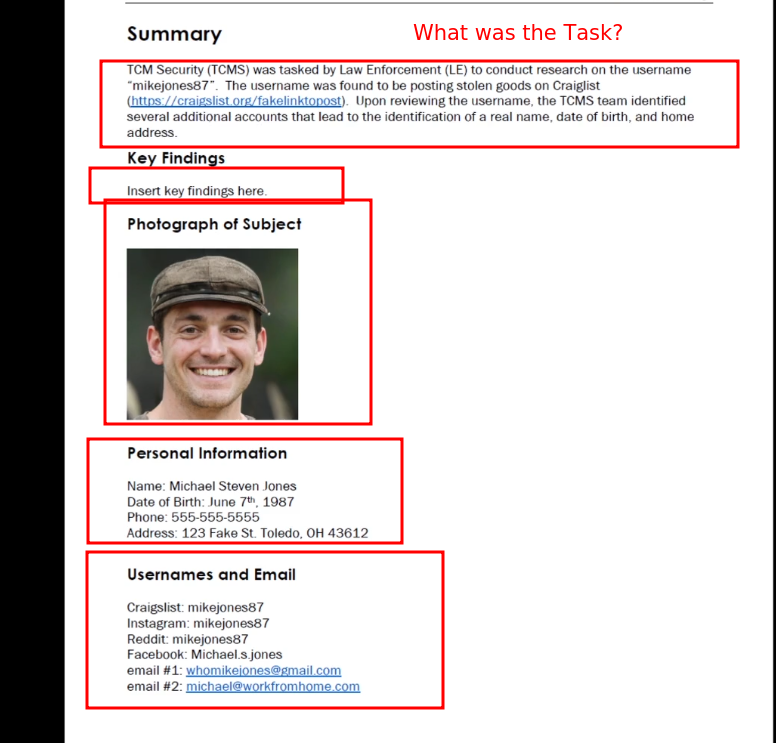 Summary
What was the Task?
TCM Security (TCMS) was tasked by Law Enforcement (LE) to conduct research on the username
“mikejones87”. The username was found to be posting stolen goods on Craiglist
(https://craigslist.org/fakelinktopost). Upon reviewing the username, the TCMS team identified
several additional accounts that lead to the identification of a real name, date of birth, and home
address.
Key Findings
Insert key findings here.
Photograph of Subject
Personal Information
Name: Michael Steven Jones
Date of Birth: June 7th, 1987
Phone: 555-555-5555
Address: 123 Fake St. Toledo, OH 43612
Usernames and Email
Craigslist: mikejones87
Instagram: mikejones87
Reddit: mikejones87
Facebook: Michael.s.jones
email #1: whomikejones@gmail.com
email #2: michael@workfromhome.com